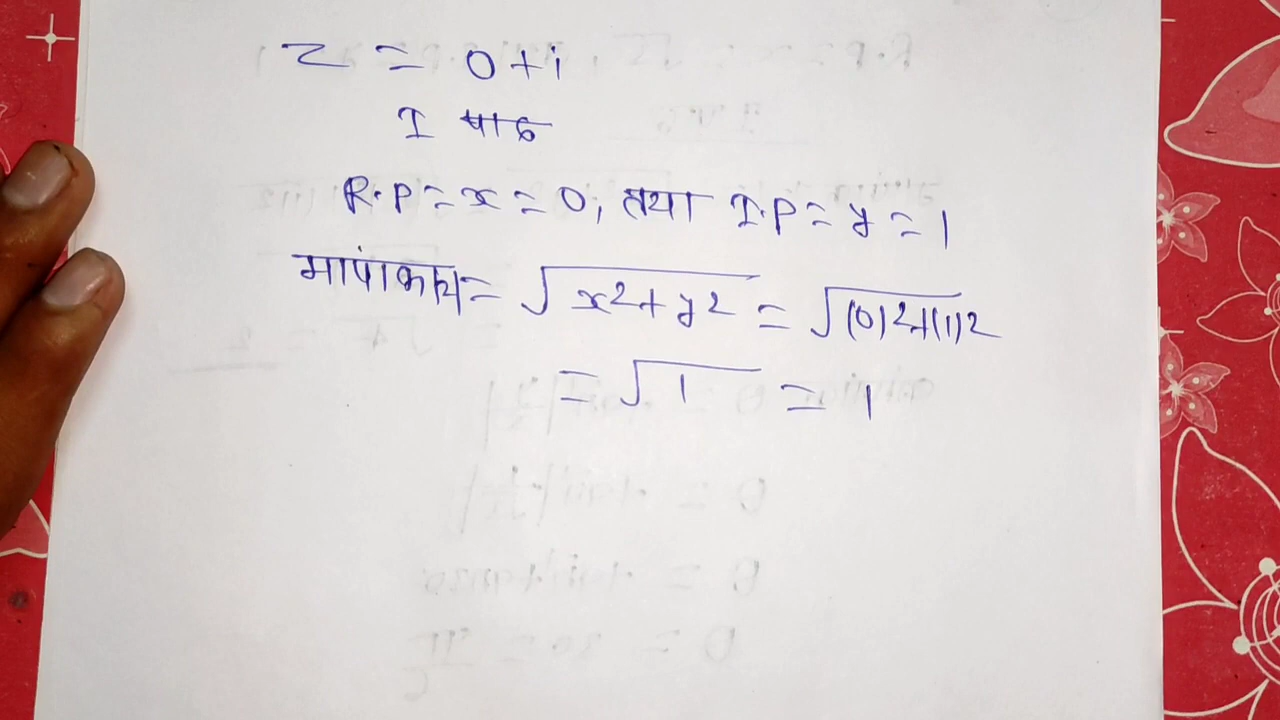 z = 0+i
I पाद
R.P = x = 0, तथा I.P = y = 1
मापांक = √x²+y² = √(0)²+(1)²
= √1 = 1